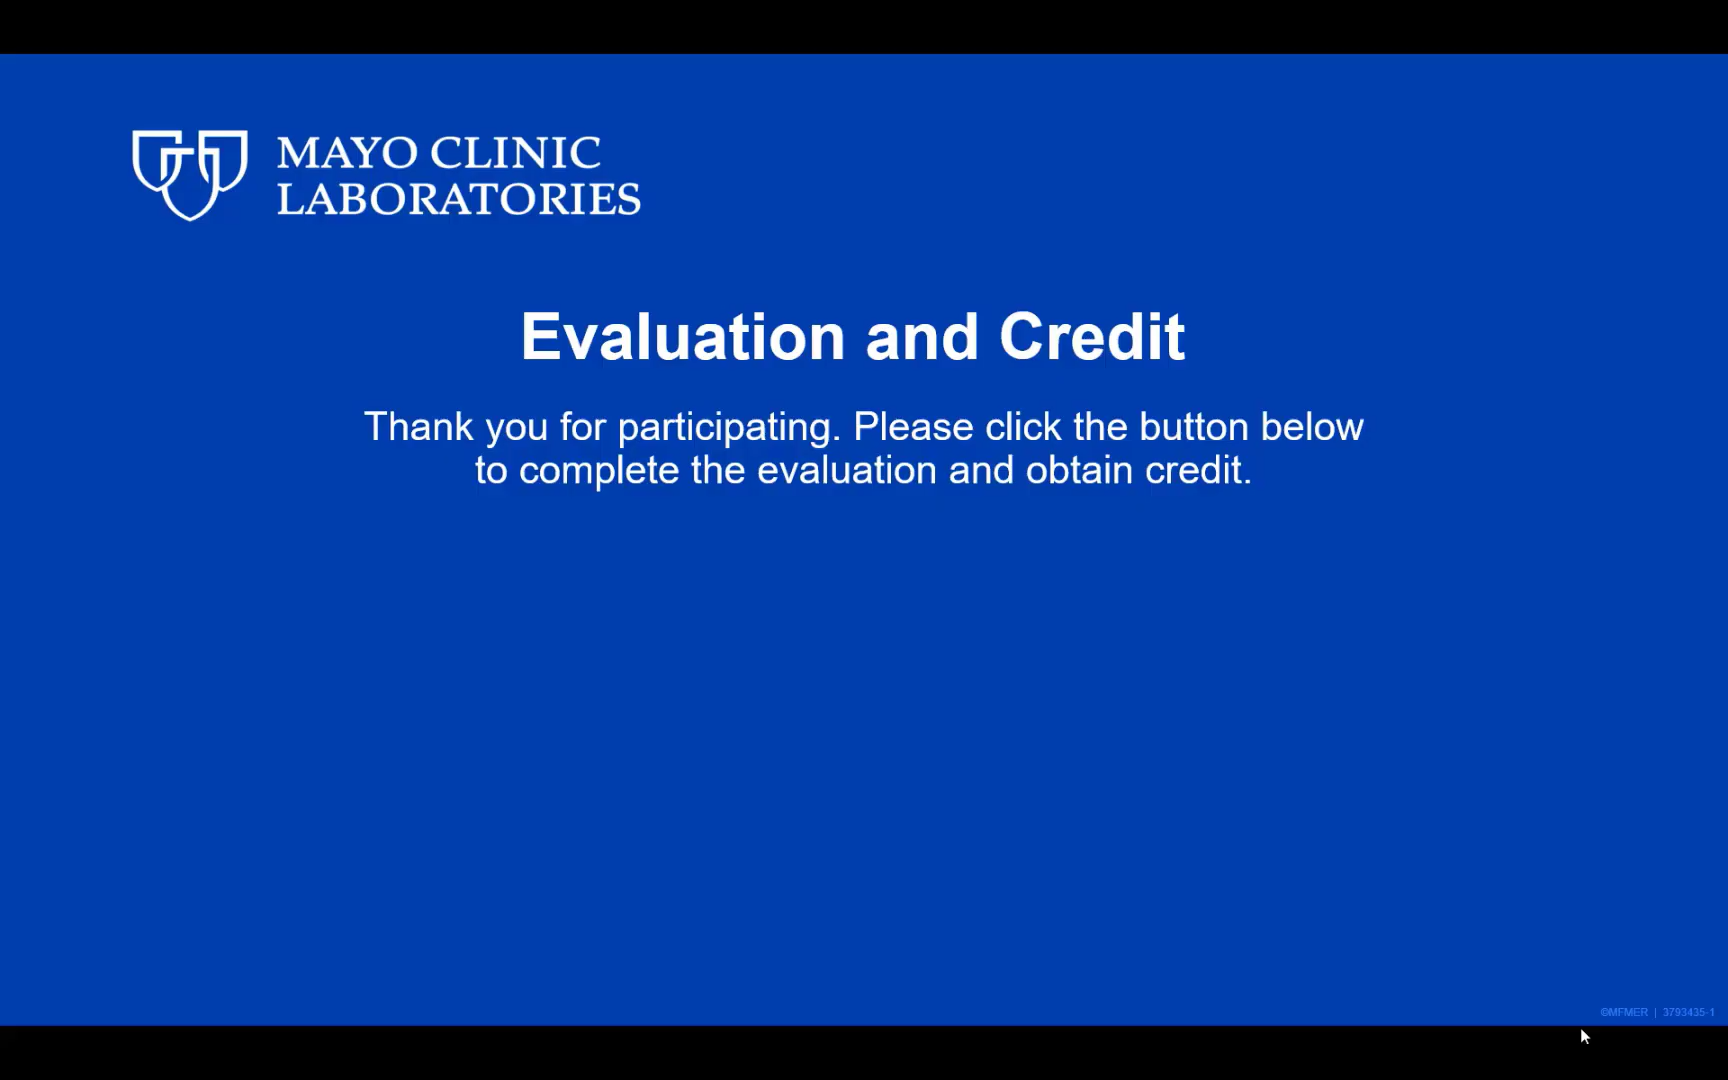 MAYO CLINIC
LABORATORIES
Evaluation and Credit
Thank you for participating. Please click the button below
to complete the evaluation and obtain credit.
©MFMER | 3793435-1